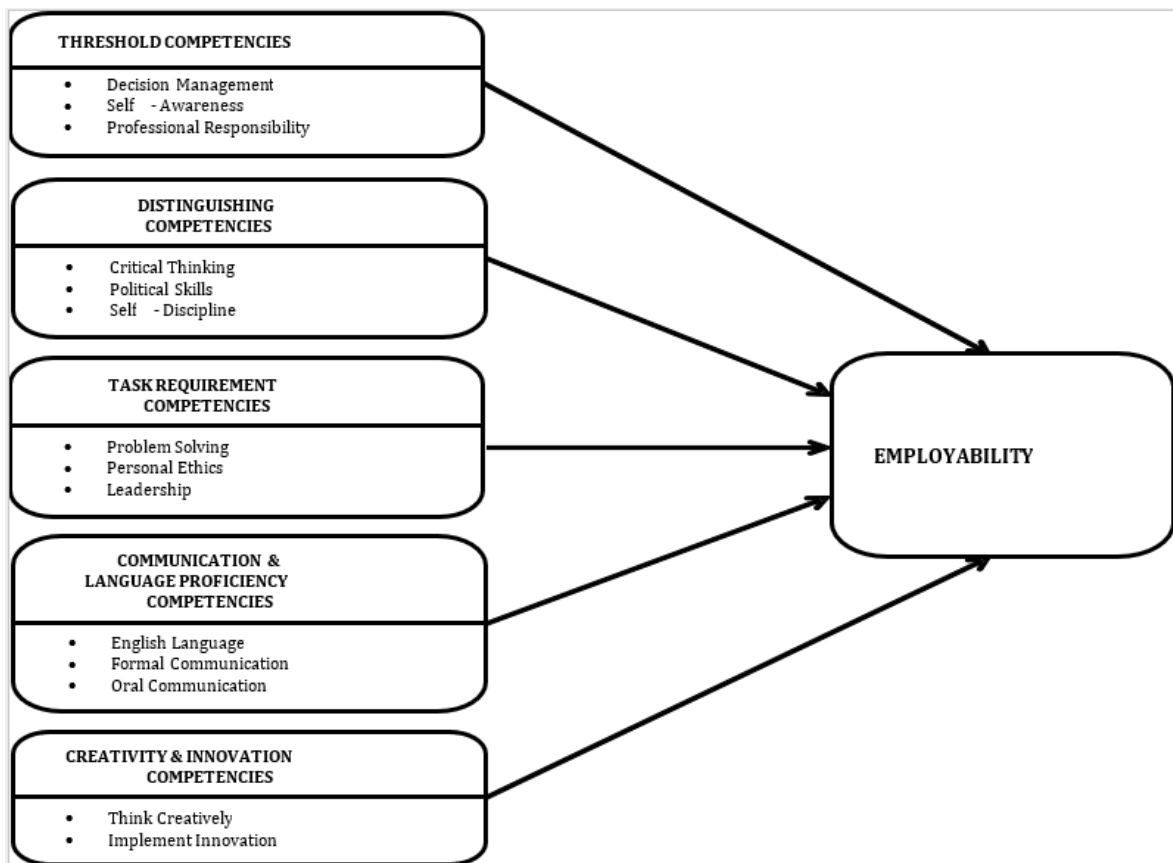 THRESHOLD COMPETENCIES
• Decision Management
• Self - Awareness
• Professional Responsibility
DISTINGUISHING
COMPETENCIES
• Critical Thinking
• Political Skills
• Self - Discipline
TASK REQUIREMENT
COMPETENCIES
• Problem Solving
• Personal Ethics
• Leadership
COMMUNICATION &
LANGUAGE PROFICIENCY
COMPETENCIES
• English Language
• Formal Communication
• Oral Communication
CREATIVITY & INNOVATION
COMPETENCIES
• Think Creatively
• Implement Innovation
EMPLOYABILITY